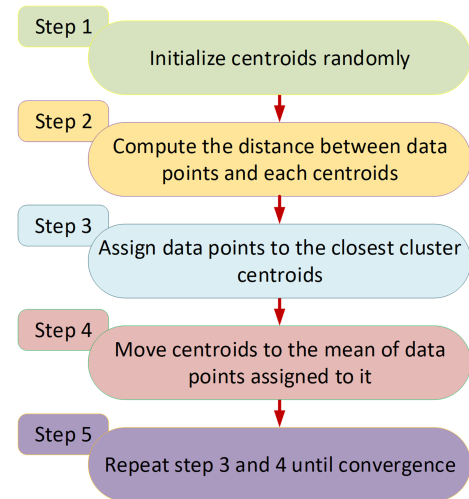 Step 1
Initialize centroids randomly
Step 2
Compute the distance between data
points and each centroids
Step 3
Assign data points to the closest cluster
centroids
Step 4
Move centroids to the mean of data
points assigned to it
Step 5
Repeat step 3 and 4 until convergence